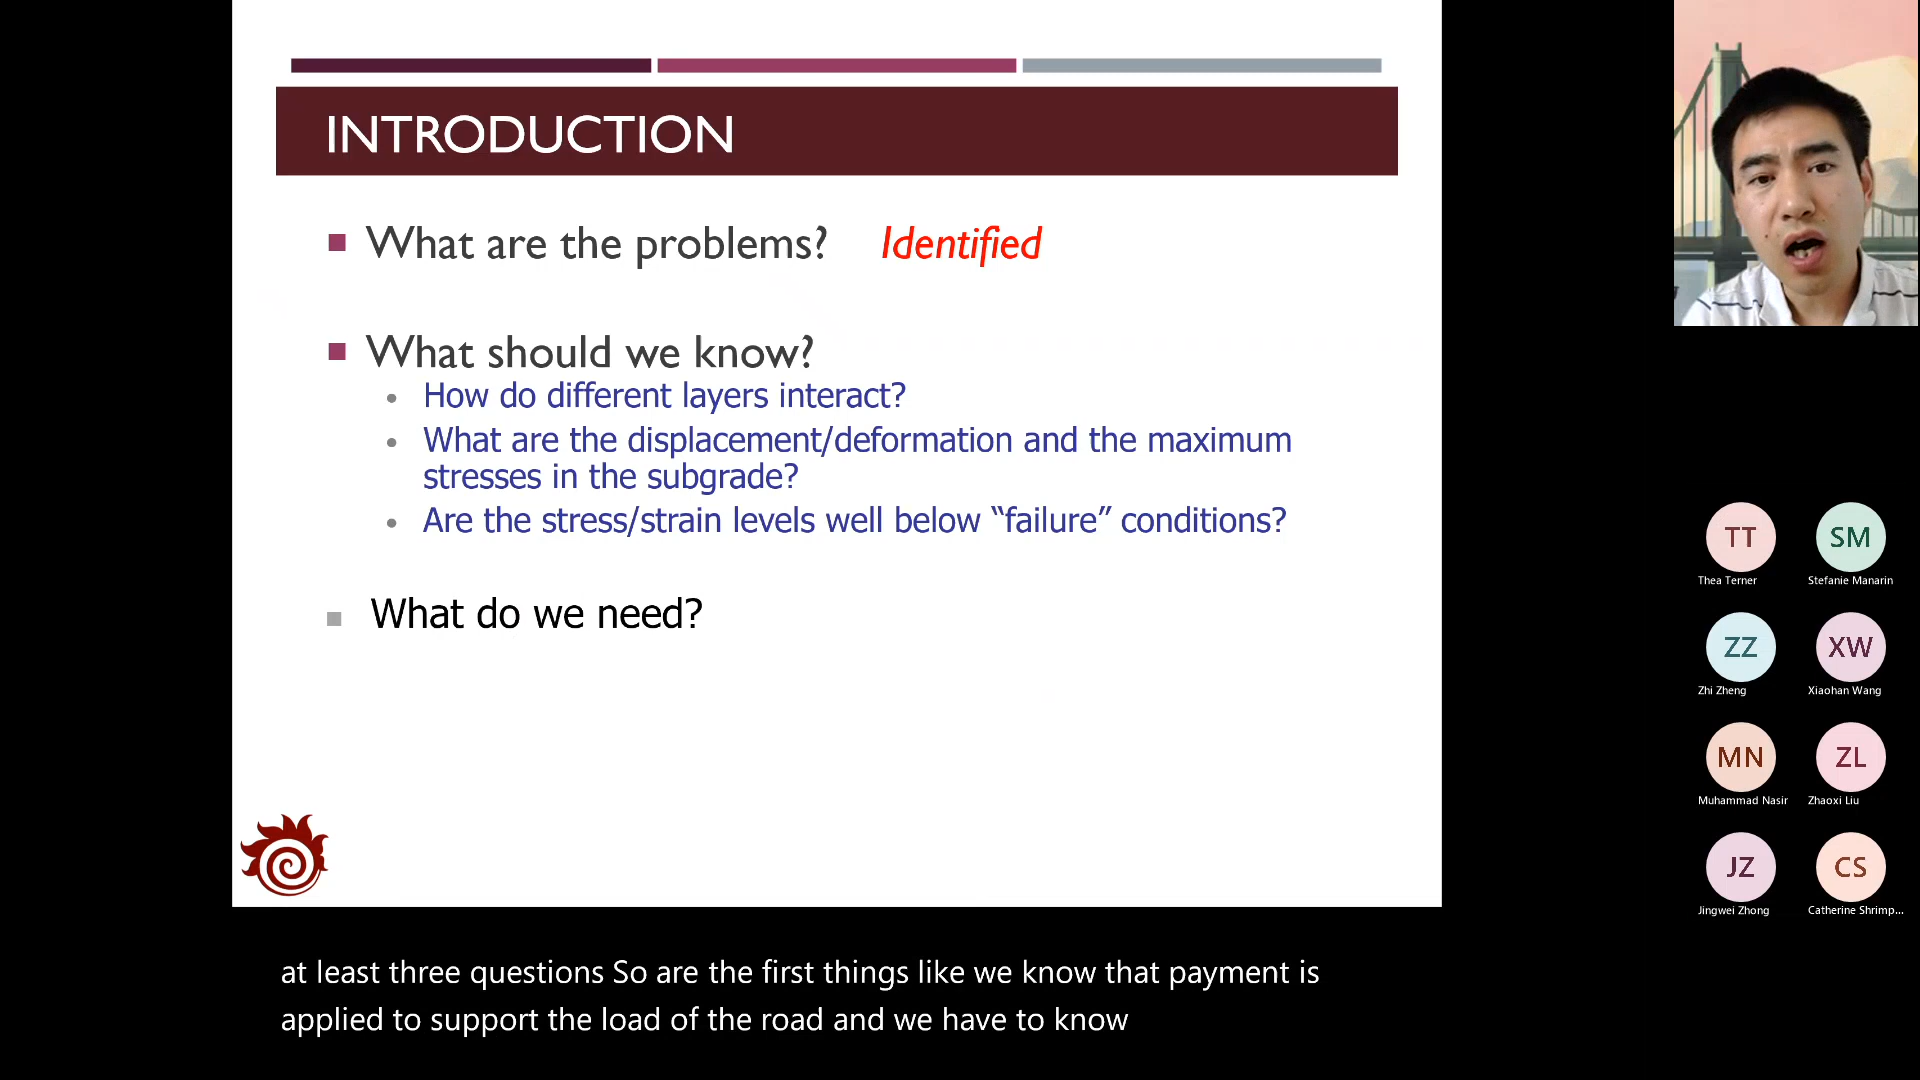 INTRODUCTION
What are the problems? Identified
What should we know?
How do different layers interact?
What are the displacement/deformation and the maximum
stresses in the subgrade?
Are the stress/strain levels well below “failure” conditions?
What do we need?
TT
Thea Terner
SM
Stefanie Manarin
ZZ
Zhi Zheng
XW
Xiaohan Wang
MN
Muhammad Nasir
ZL
Zhaoxi Liu
JZ
Jingwei Zhong
CS
Catherine Shrimp...
at least three questions So are the first things like we know that payment is
applied to support the load of the road and we have to know